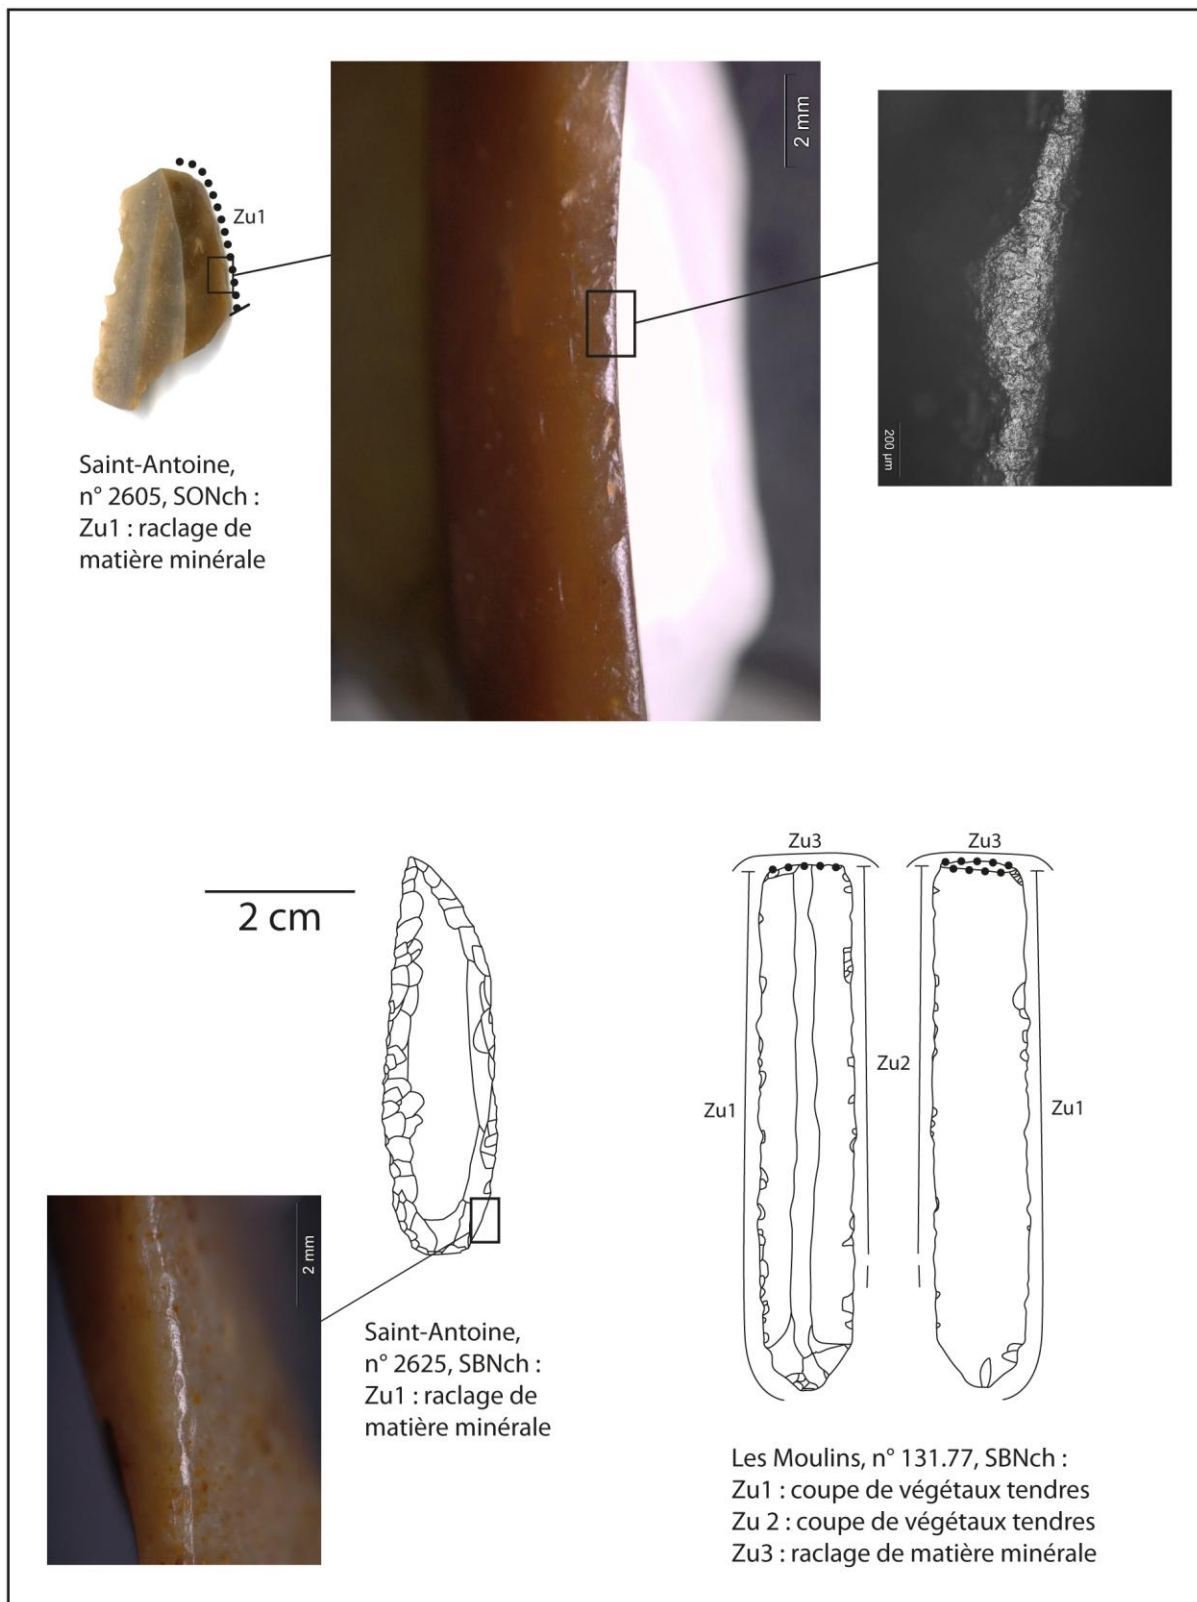 2 mm
Zu1
200 µm
Saint-Antoine,
n° 2605, SONch :
Zu1 : raclage de
matière minérale
Zu3
Zu3
2 cm
Zu2
Zu1
Zu1
2 mm
Saint-Antoine,
n° 2625, SBNch :
Zu1 : raclage de
matière minérale
Les Moulins, n° 131.77, SBNch :
Zu1 : coupe de végétaux tendres
Zu 2 : coupe de végétaux tendres
Zu3 : raclage de matière minérale